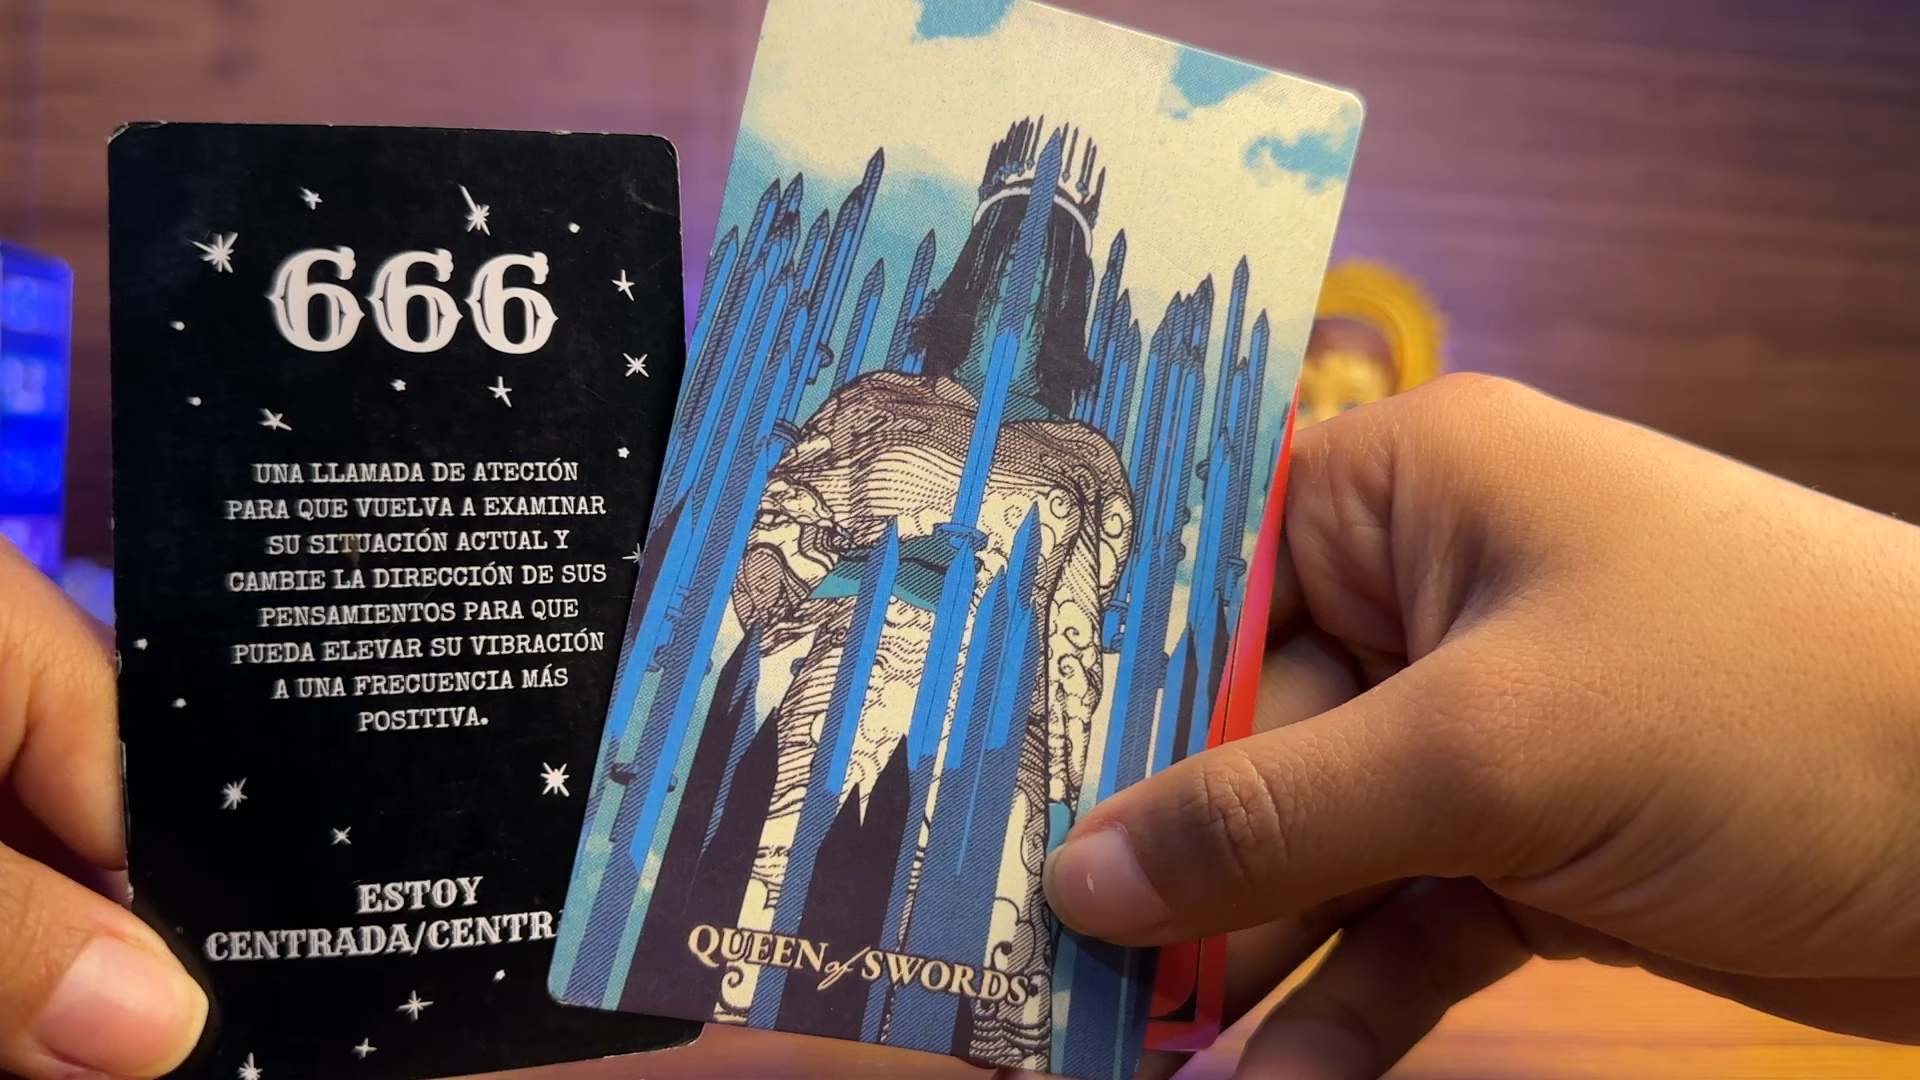 666
UNA LLAMADA DE ATECIÓN
PARA QUE VUELVA A EXAMINAR
SU SITUACIÓN ACTUAL Y
CAMBIE LA DIRECCIÓN DE SUS
PENSAMIENTOS PARA QUE
PUEDA ELEVAR SU VIBRACIÓN
A UNA FRECUENCIA MÁS
POSITIVA.
ESTOY
CENTRADA/CENTR
QUEEN of SWORDS